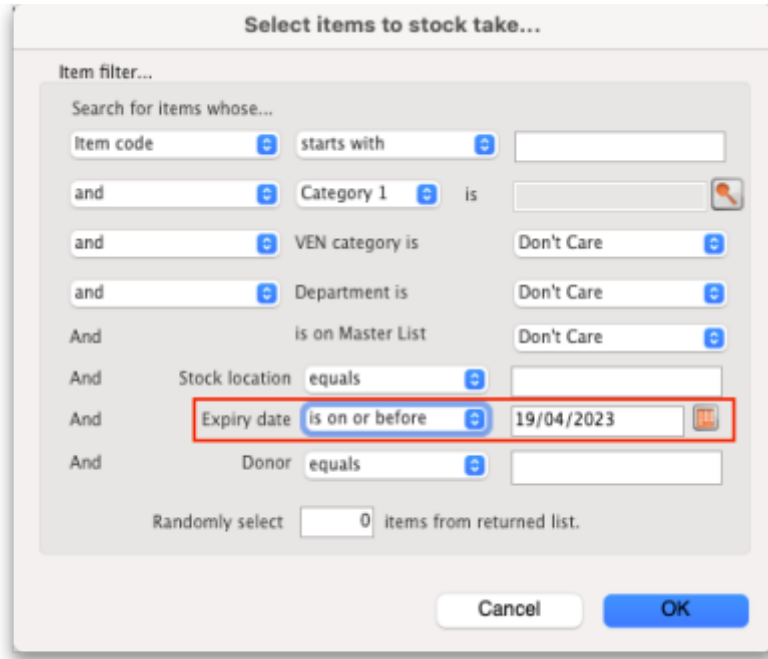 Select items to stock take...
Item filter...
Search for items whose...
Item code starts with
and Category 1 is
and VEN category is Don't Care
and Department is Don't Care
And is on Master List Don't Care
And Stock location equals
And Expiry date is on or before 19/04/2023
And Donor equals
Randomly select 0 items from returned list.
Cancel OK